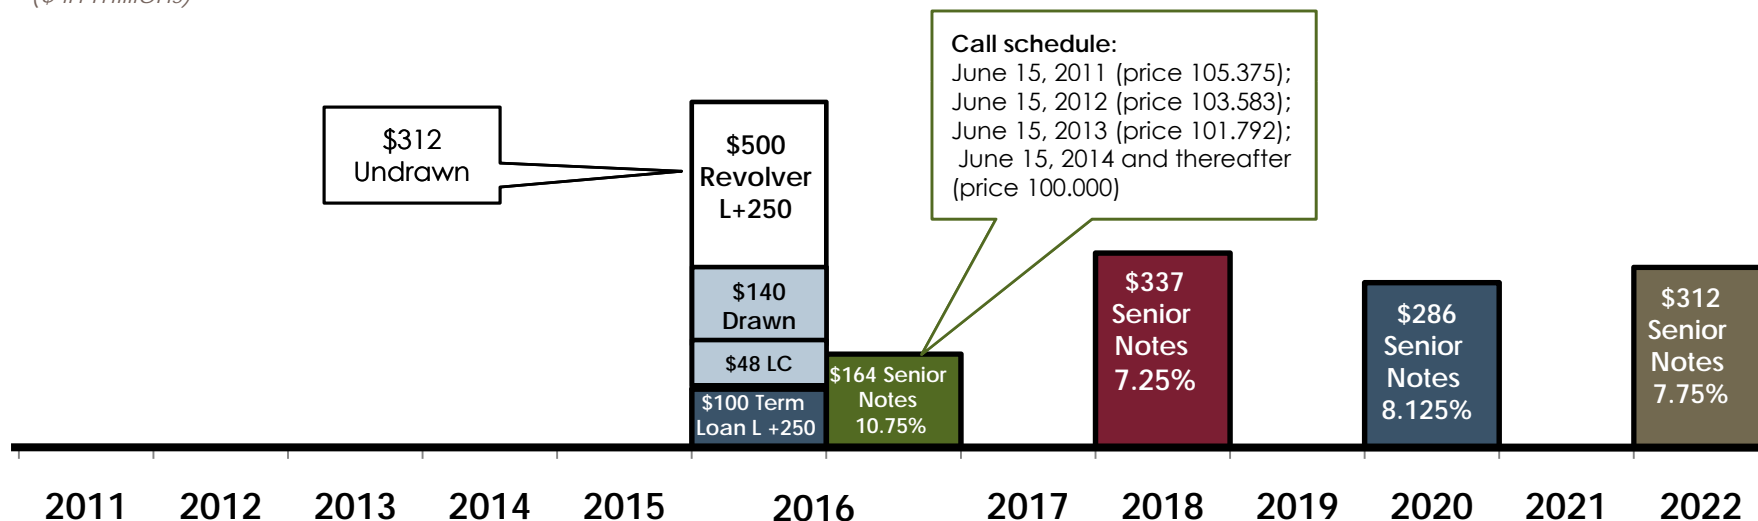 ($ in millions)
Call schedule:
June 15, 2011 (price 105.375);
June 15, 2012 (price 103.583);
June 15, 2013 (price 101.792);
June 15, 2014 and thereafter
(price 100.000)
$312
Undrawn
$500
Revolver
L+250
$140
Drawn
$48 LC
$100 Term
Loan L +250
$164 Senior
Notes
10.75%
$337
Senior
Notes
7.25%
$286
Senior
Notes
8.125%
$312
Senior
Notes
7.75%
2011 2012 2013 2014 2015 2016 2017 2018 2019 2020 2021 2022